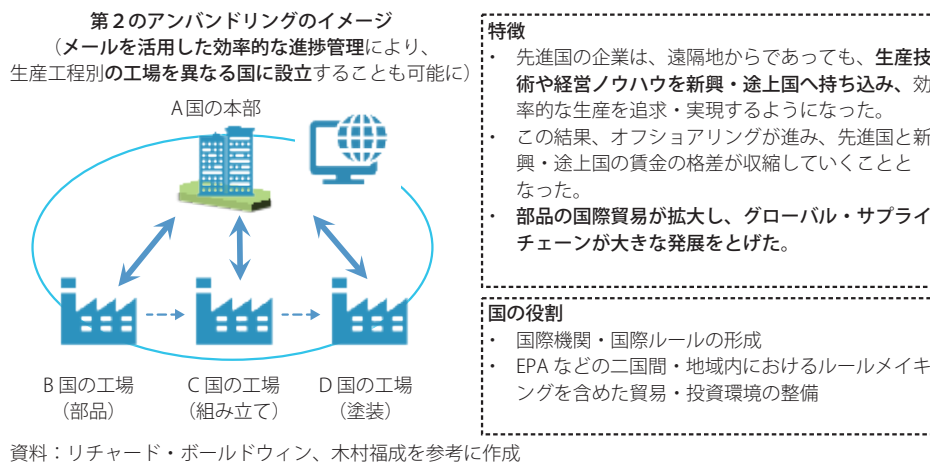 第２のアンバンドリングのイメージ
（メールを活用した効率的な進捗管理により、
生産工程別の工場を異なる国に設立することも可能に）
A国の本部
B 国の工場
（部品）
C 国の工場
（組み立て）
D 国の工場
（塗装）
特徴
・ 先進国の企業は、遠隔地からであっても、生産技
術や経営ノウハウを新興・途上国へ持ち込み、効
率的な生産を追求・実現するようになった。
・ この結果、オフショアリングが進み、先進国と新
興・途上国の賃金の格差が収縮していくことと
なった。
・ 部品の国際貿易が拡大し、グローバル・サプライ
チェーンが大きな発展をとげた。
国の役割
・ 国際機関・国際ルールの形成
・ EPA などの二国間・地域内におけるルールメイキ
ングを含めた貿易・投資環境の整備
資料：リチャード・ボールドウィン、木村福成を参考に作成